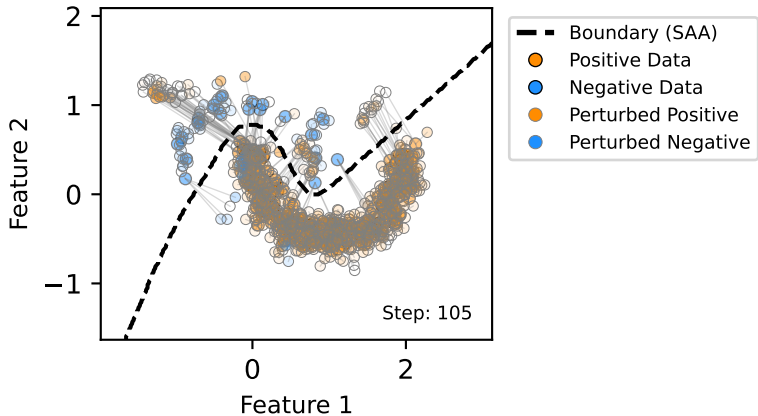 2
1
0
−1
0
2
Feature 1
Feature 2
Step: 105
Boundary (SAA)
Positive Data
Negative Data
Perturbed Positive
Perturbed Negative